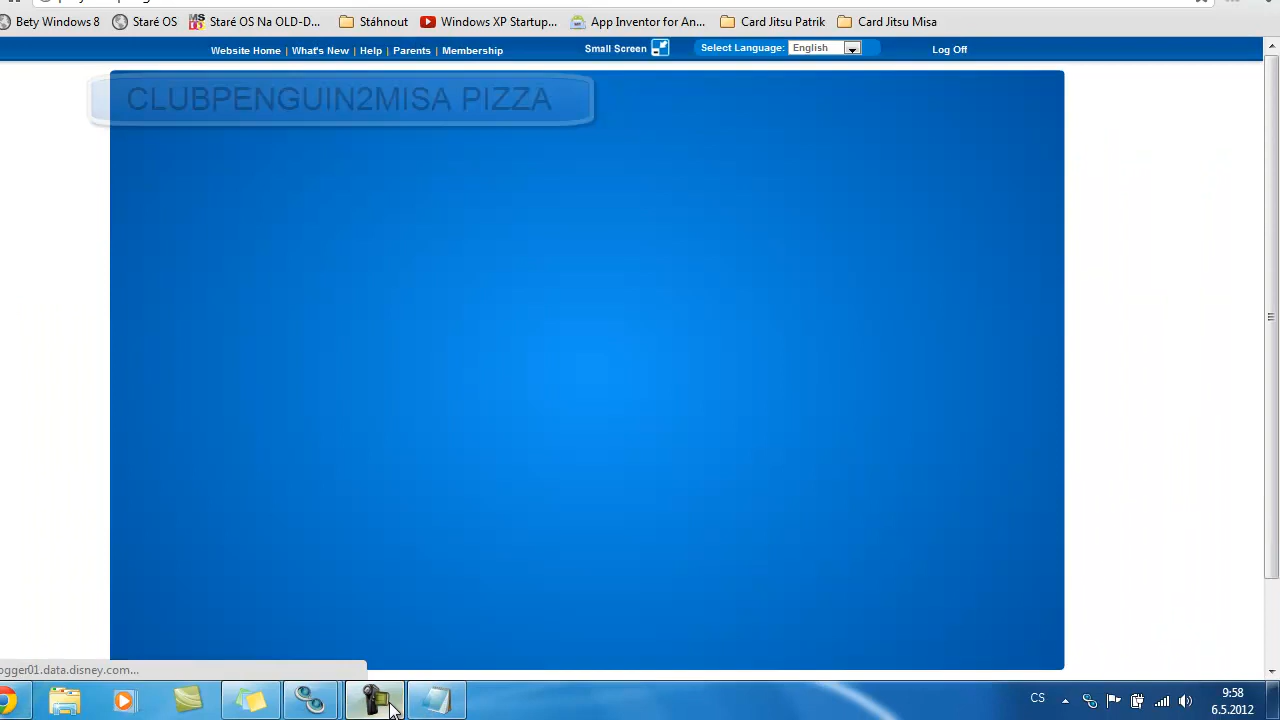 Bety Windows 8 Staré OS Staré OS Na OLD-D... Stáhnout Windows XP Startup... App Inventor for An... Card Jitsu Patrik Card Jitsu Misa
Website Home | What's New | Help | Parents | Membership Small Screen Select Language: English Log Off
CLUBPENGUIN2MISA PIZZA
ogger01.data.disney.com...
CS 9:58
6.5.2012